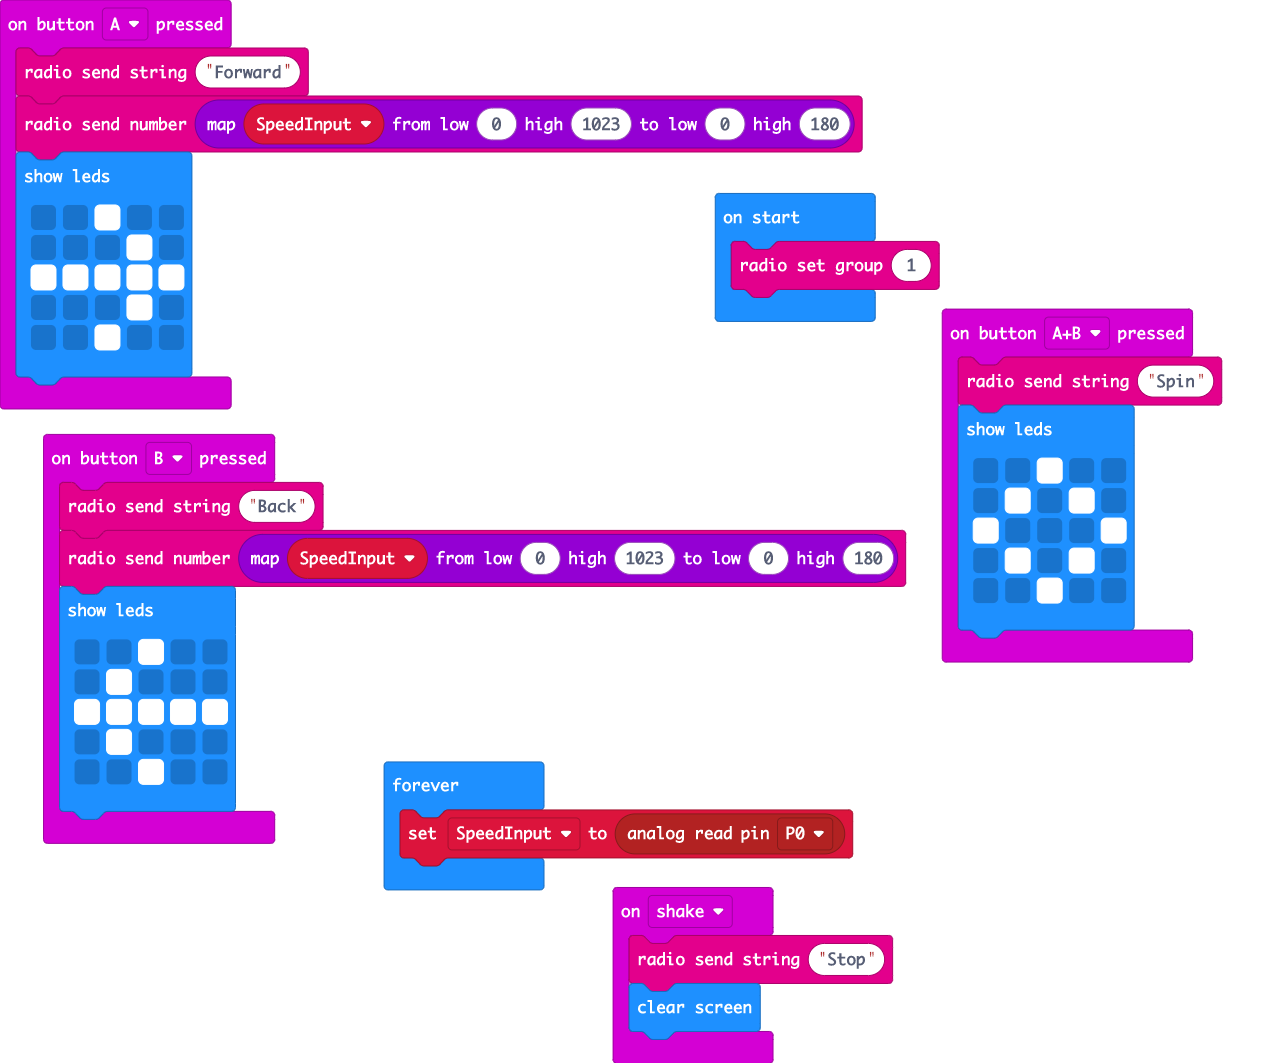 on button A pressed
radio send string "Forward"
radio send number map SpeedInput from low 0 high 1023 to low 0 high 180
show leds
on start
radio set group 1
on button A+B pressed
radio send string "Spin"
show leds
on button B pressed
radio send string "Back"
radio send number map SpeedInput from low 0 high 1023 to low 0 high 180
show leds
forever
set SpeedInput to analog read pin P0
on shake
radio send string "Stop"
clear screen